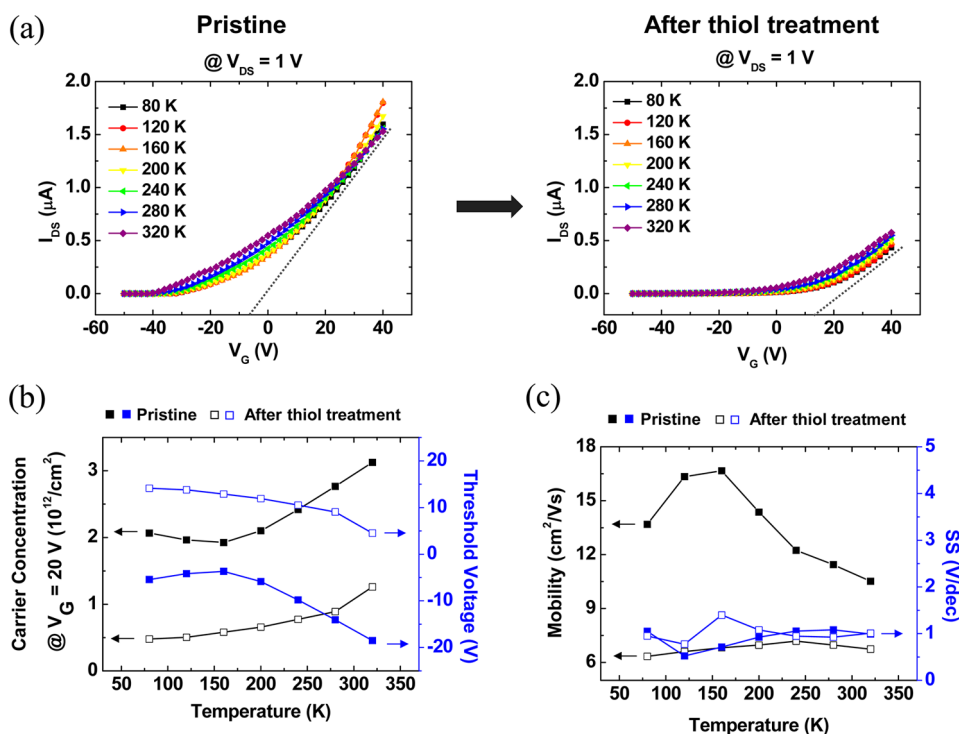 (a)
Pristine
@ V_DS = 1 V
2.0
1.5
1.0
0.5
0.0
I_DS (μA)
80 K
120 K
160 K
200 K
240 K
280 K
320 K
-60 -40 -20 0 20 40
V_G (V)
After thiol treatment
@ V_DS = 1 V
2.0
1.5
1.0
0.5
0.0
I_DS (μA)
80 K
120 K
160 K
200 K
240 K
280 K
320 K
-60 -40 -20 0 20 40
V_G (V)
(b)
Pristine After thiol treatment
Carrier Concentration
@ V_G = 20 V (10^12/cm^2)
3
2
1
0
20
10
0
-10
-20
Threshold Voltage
(V)
50 100 150 200 250 300 350
Temperature (K)
(c)
Pristine After thiol treatment
Mobility (cm^2/Vs)
18
15
12
9
6
5
4
3
2
1
0
SS (V/dec)
50 100 150 200 250 300 350
Temperature (K)